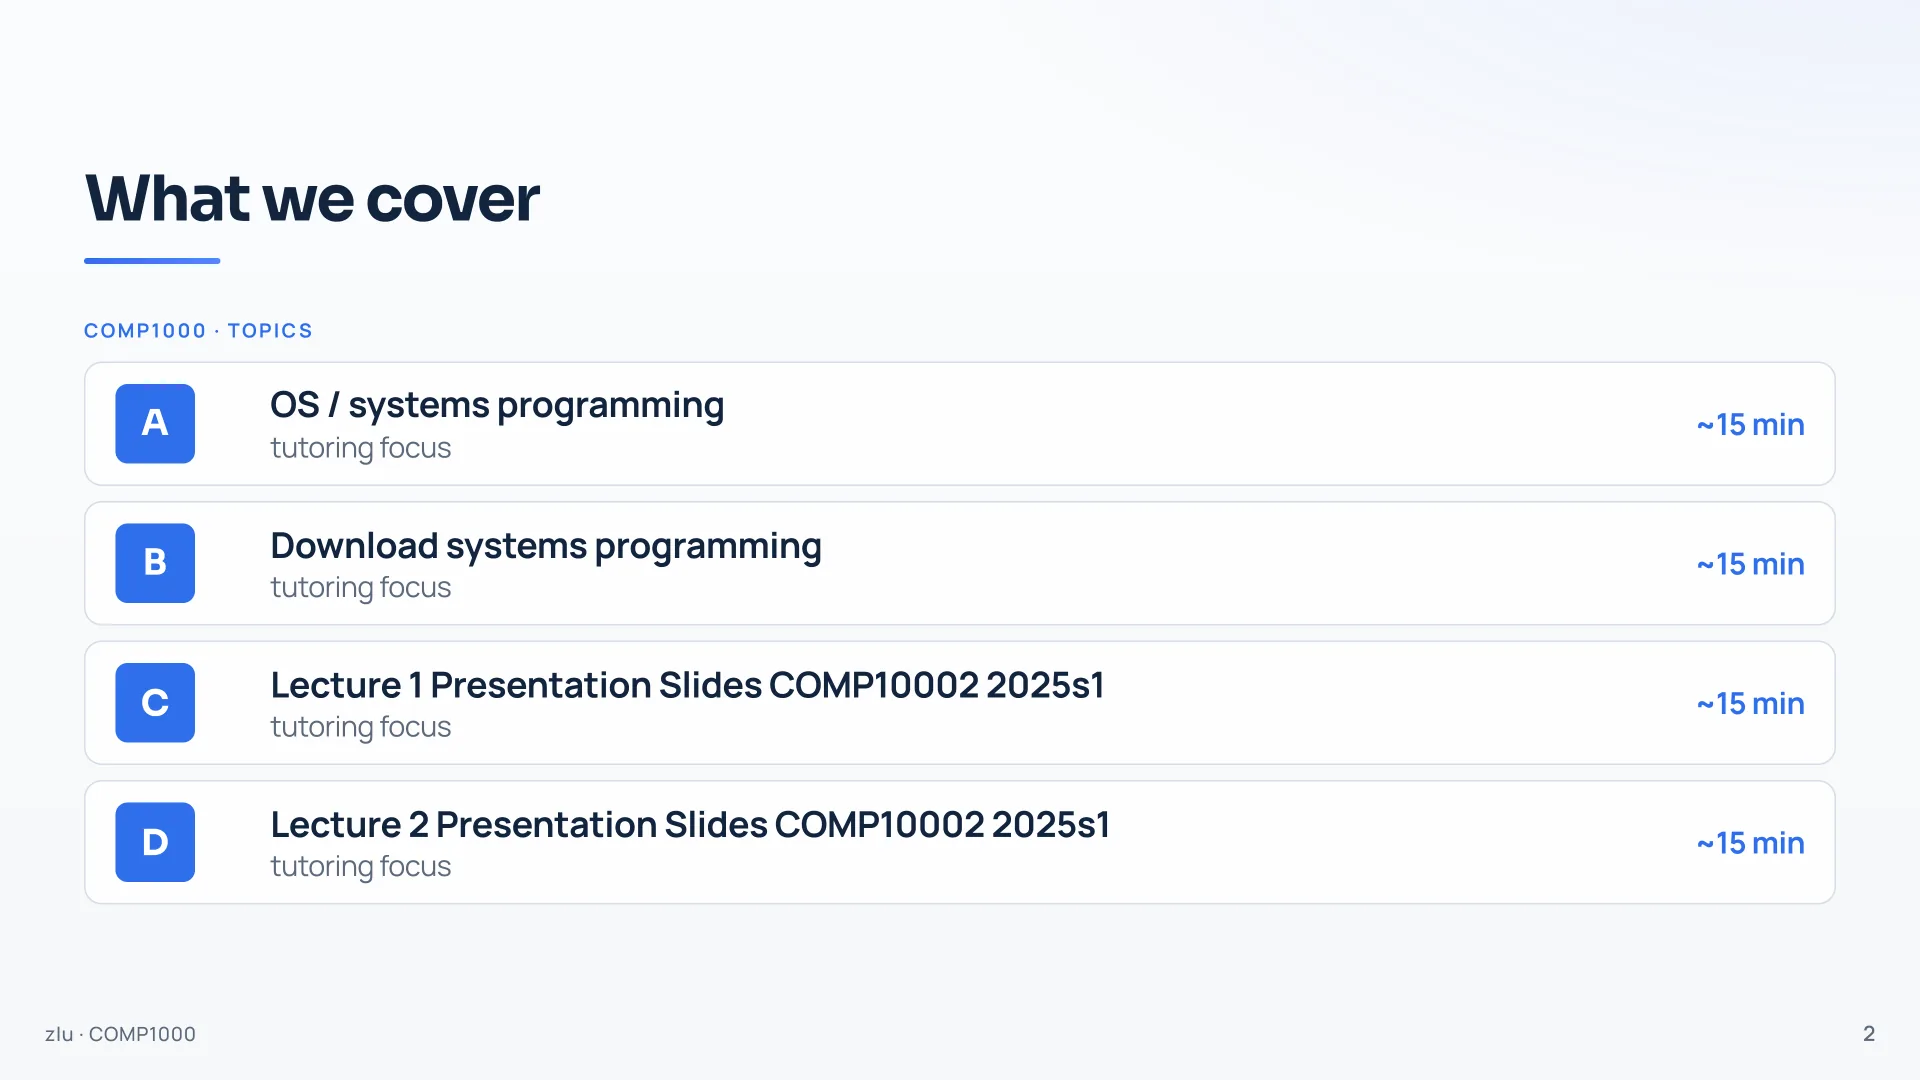 What we cover
COMP1000 · TOPICS
A
OS / systems programming
tutoring focus
~15 min
B
Download systems programming
tutoring focus
~15 min
C
Lecture 1 Presentation Slides COMP10002 2025s1
tutoring focus
~15 min
D
Lecture 2 Presentation Slides COMP10002 2025s1
tutoring focus
~15 min
zlu · COMP1000
2